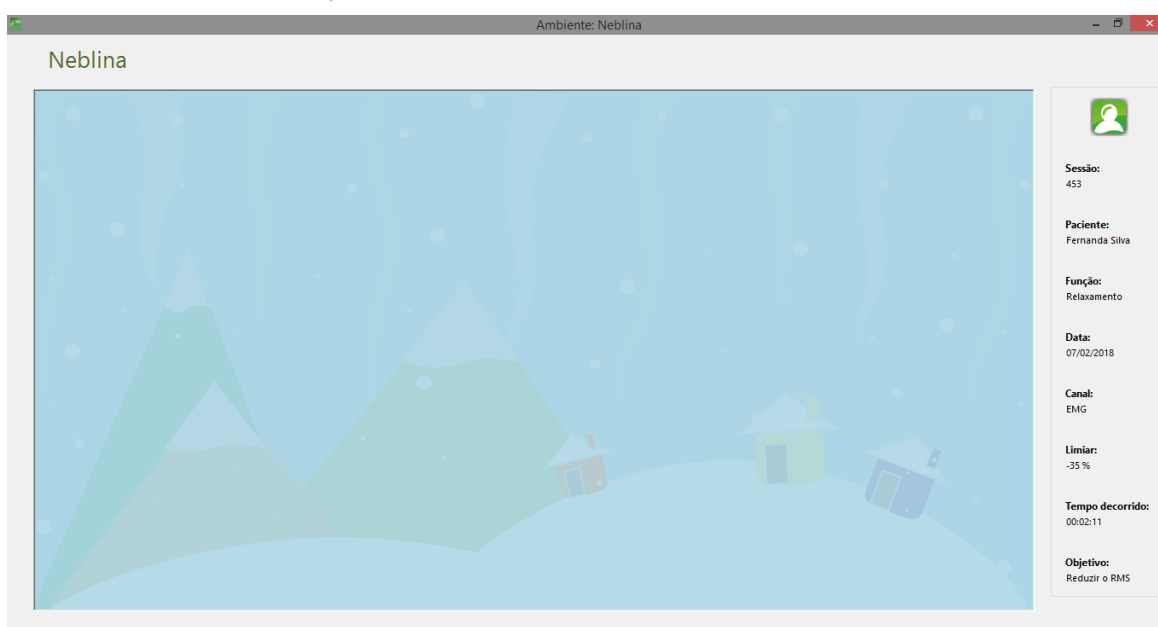 Ambiente: Neblina
Neblina
Sessão:
453
Paciente:
Fernanda Silva
Função:
Relaxamento
Data:
07/02/2018
Canal:
EMG
Limiar:
-35 %
Tempo decorrido:
00:02:11
Objetivo:
Reduzir o RMS